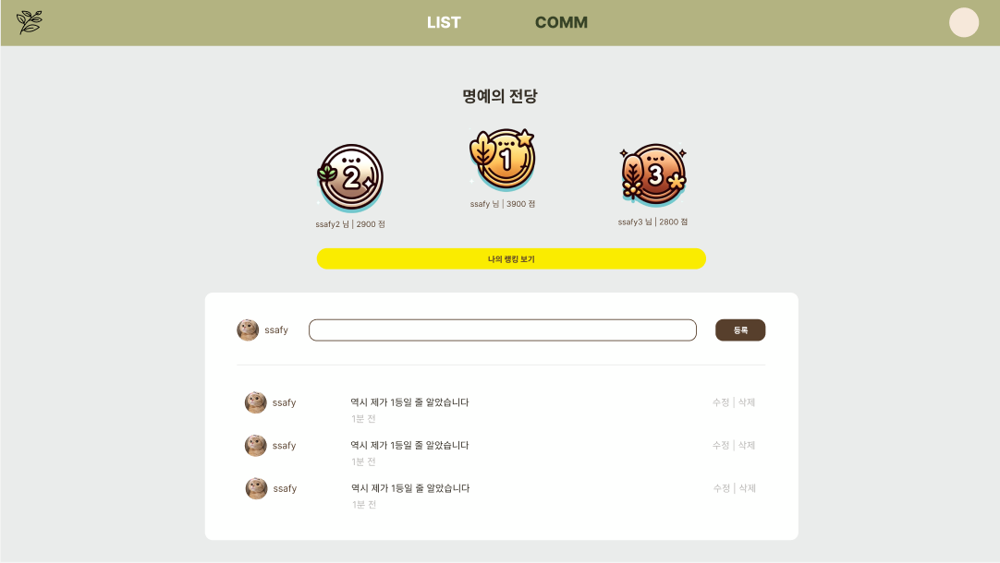 LIST COMM
명예의 전당
2 1 3
ssafy 님 | 3900 점
ssafy2 님 | 2900 점
ssafy3 님 | 2800 점
나의 랭킹 보기
ssafy 등록
ssafy 역시 제가 1등일 줄 알았습니다 수정 | 삭제
1분 전
ssafy 역시 제가 1등일 줄 알았습니다 수정 | 삭제
1분 전
ssafy 역시 제가 1등일 줄 알았습니다 수정 | 삭제
1분 전